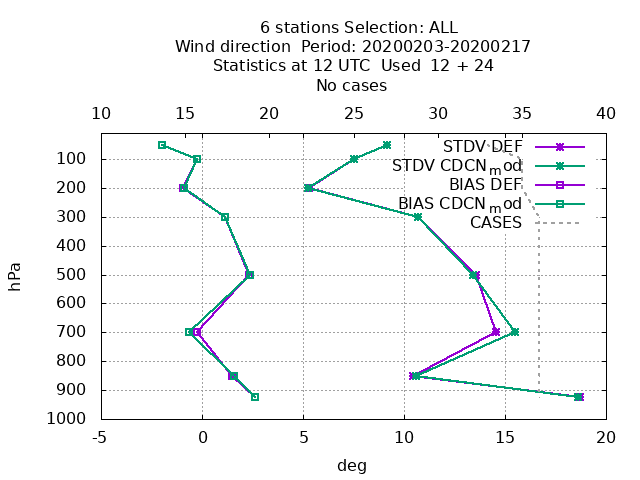 6 stations Selection: ALL
Wind direction  Period: 20200203-20200217
Statistics at 12 UTC  Used  12 + 24
No cases
10 15 20 25 30 35 40
STDV DEF
STDV CDCN_mod
BIAS DEF
BIAS CDCN_mod
CASES
100
200
300
400
500
600
700
800
900
1000
hPa
-5 0 5 10 15 20
deg